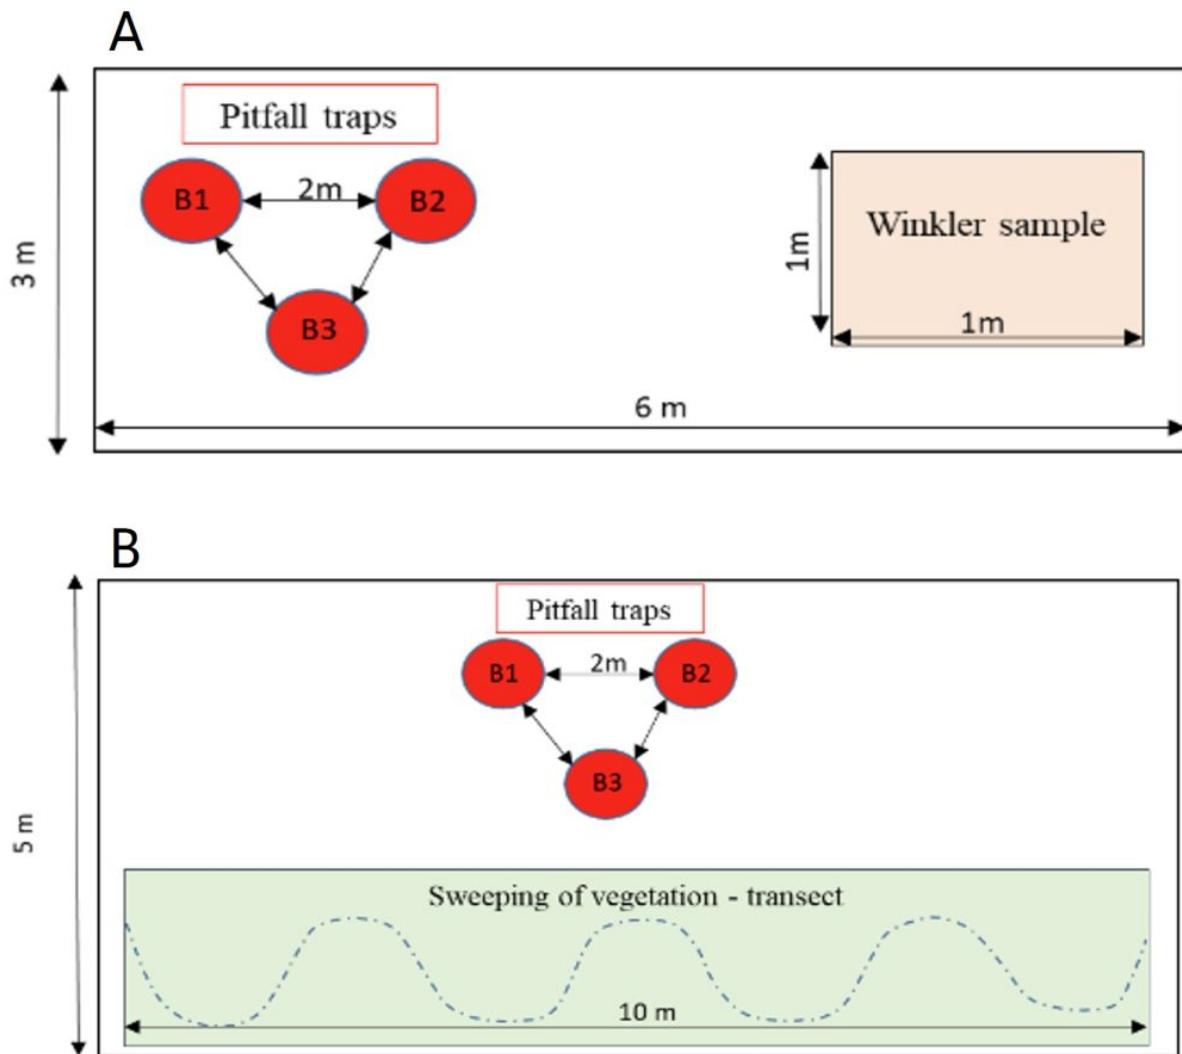 A
Pitfall traps
B1
2m
B2
B3
3 m
Winkler sample
1m
1m
6 m
B
Pitfall traps
B1
2m
B2
B3
5 m
Sweeping of vegetation - transect
10 m